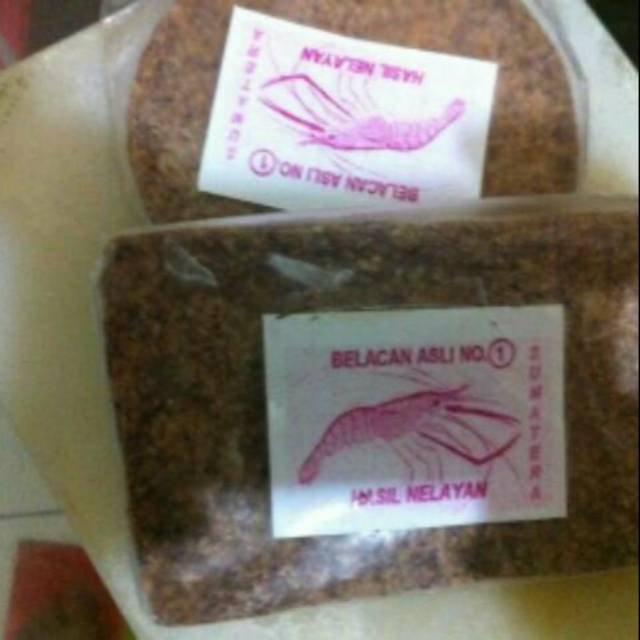 HASIL NELAYAN
BELACAN ASLI NO. 1
BELACAN ASLI NO. 1
SUMATERA
HASIL NELAYAN